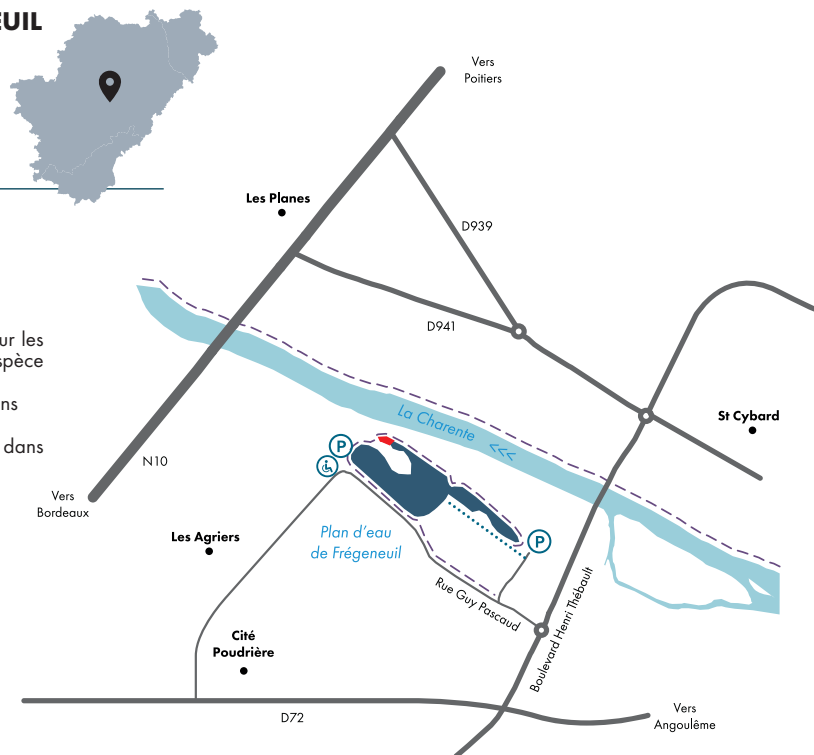 EUIL
Vers
Poitiers
Les Planes
D939
ur les
spèce
D941
ns
dans
La Charente <<<
St Cybard
P
N10
Vers
Bordeaux
Les Agriers
Plan d'eau
de Frégeneuil
P
Rue Guy Pascaud
Boulevard Henri Thébault
Cité
Poudrière
D72
Vers
Angoulême